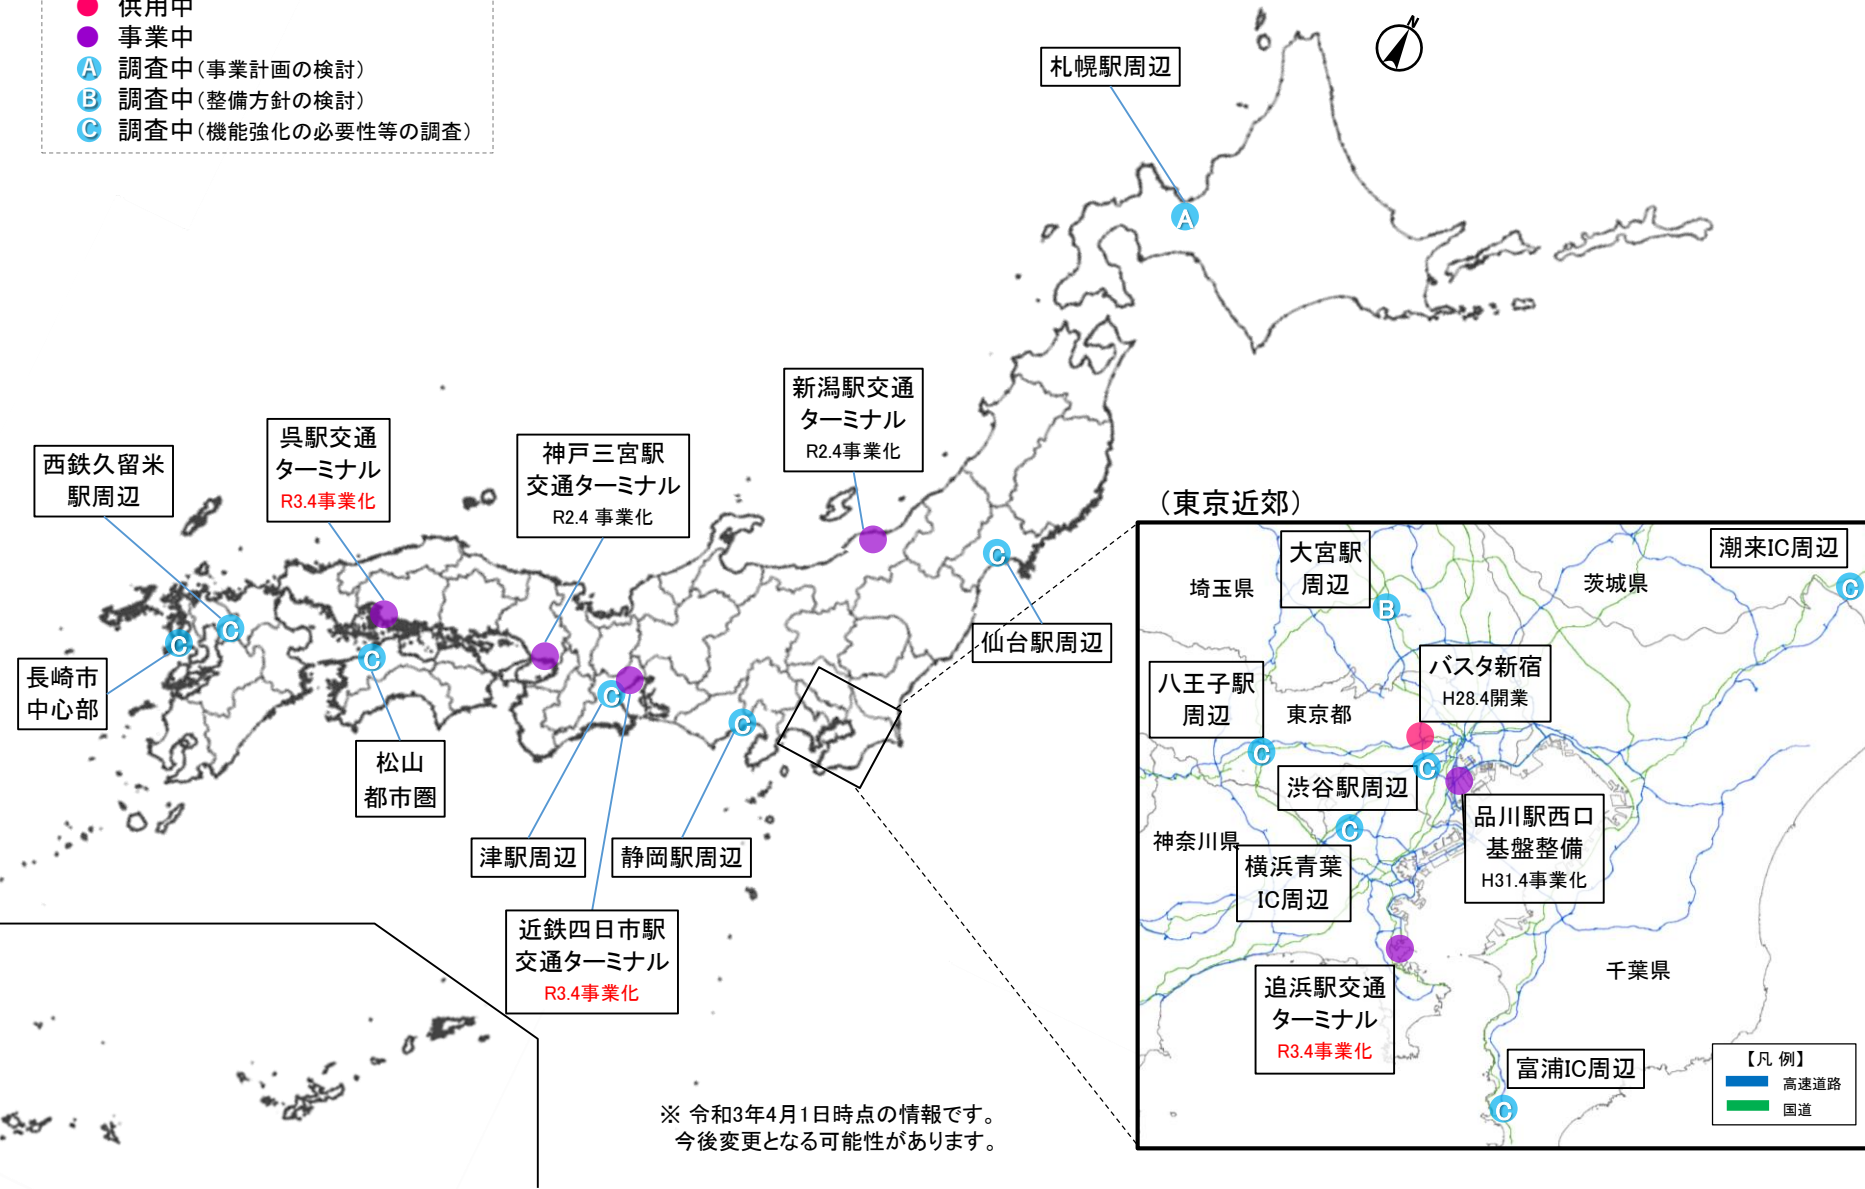 供用中
事業中
A 調査中(事業計画の検討)
B 調査中(整備方針の検討)
C 調査中(機能強化の必要性等の調査)
N
札幌駅周辺
A
新潟駅交通
ターミナル
R2.4事業化
呉駅交通
ターミナル
R3.4事業化
神戸三宮駅
交通ターミナル
R2.4 事業化
西鉄久留米
駅周辺
C
C
長崎市
中心部
C
松山
都市圏
C
仙台駅周辺
C
C
津駅周辺
静岡駅周辺
近鉄四日市駅
交通ターミナル
R3.4事業化
※ 令和3年4月1日時点の情報です。
今後変更となる可能性があります。
(東京近郊)
大宮駅
周辺
B
潮来IC周辺
C
埼玉県
茨城県
八王子駅
周辺
C
東京都
バスタ新宿
H28.4開業
渋谷駅周辺
C
品川駅西口
基盤整備
H31.4事業化
神奈川県
C
横浜青葉
IC周辺
千葉県
追浜駅交通
ターミナル
R3.4事業化
富浦IC周辺
C
【凡 例】
高速道路
国道